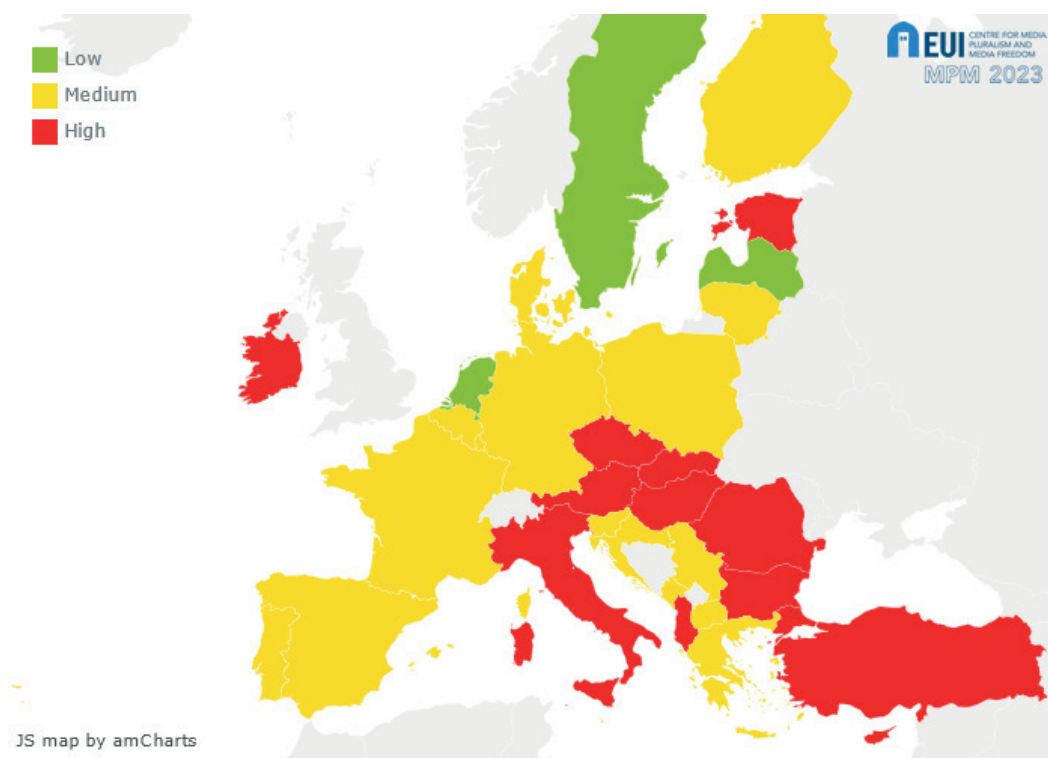 Low
Medium
High
EUI
CENTRE FOR MEDIA
PLURALISM AND
MEDIA FREEDOM
MPM 2023
JS map by amCharts